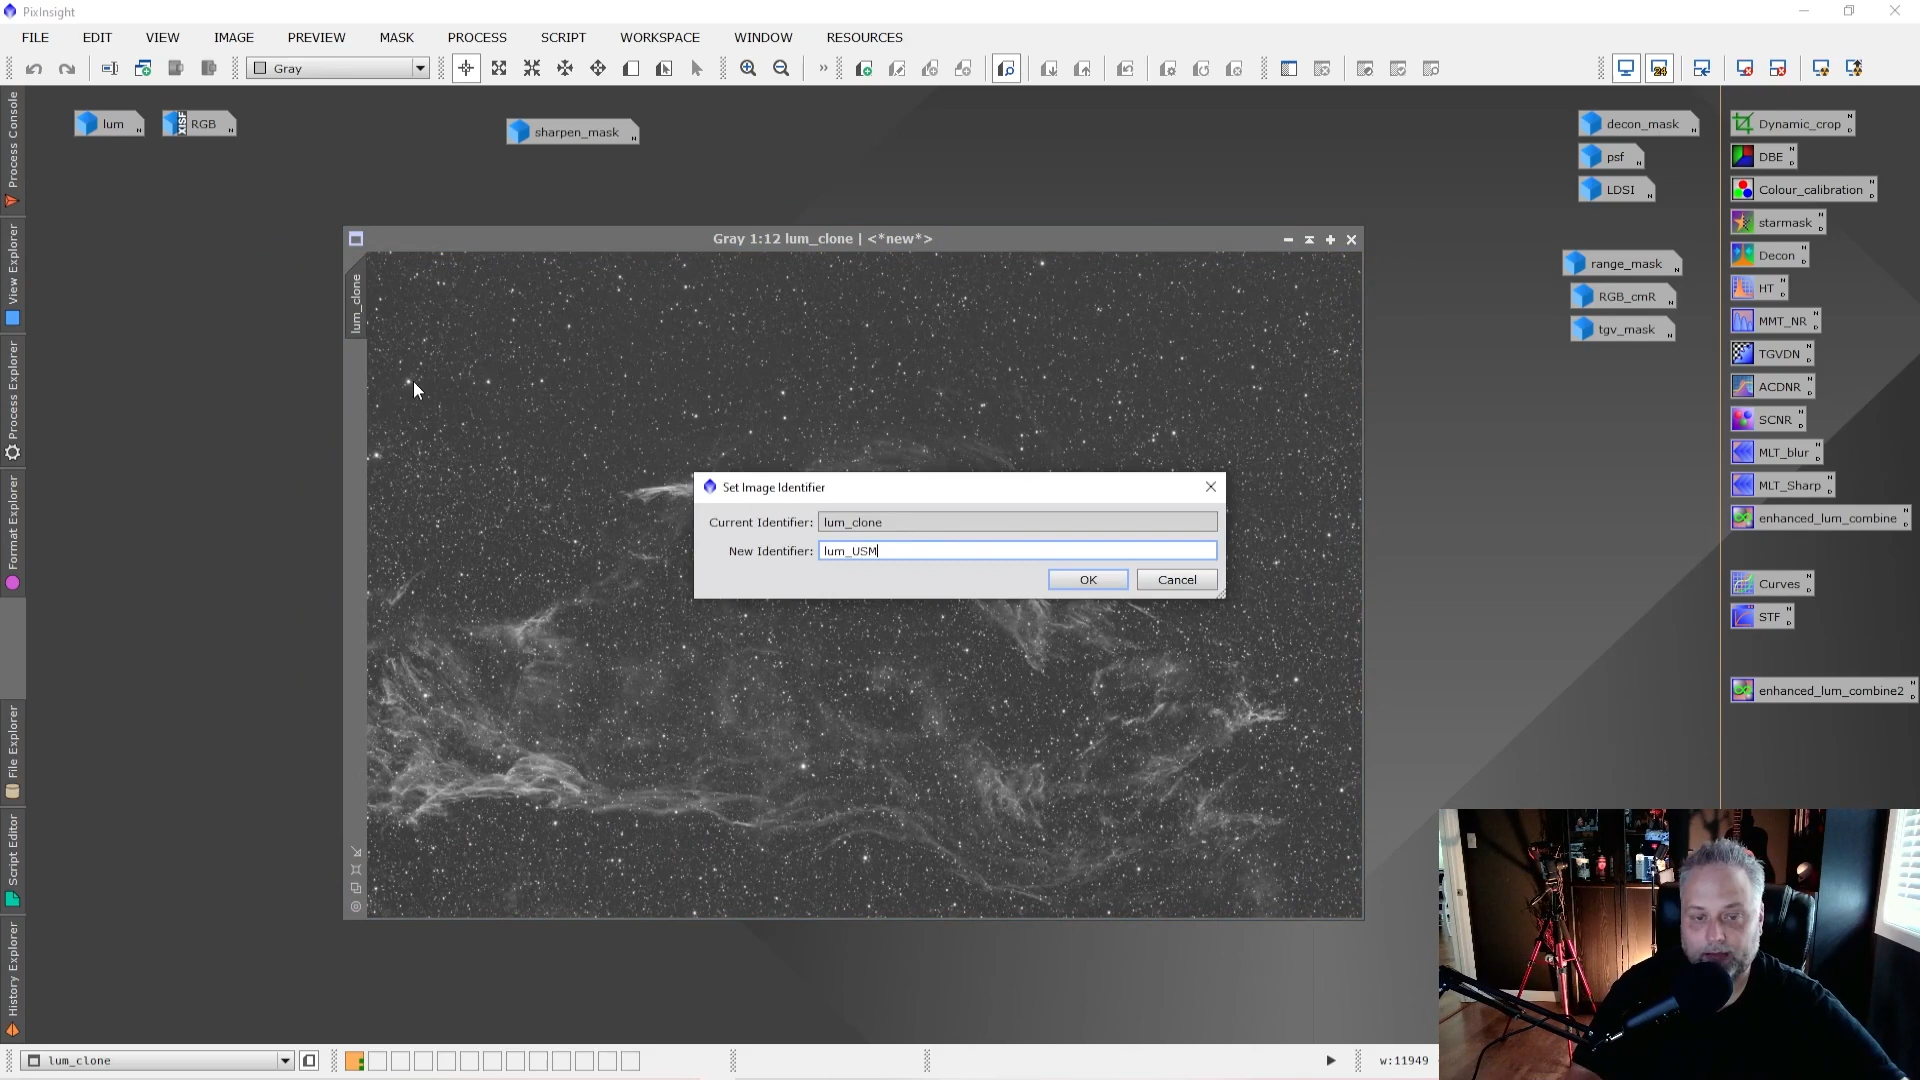 PixInsight
FILE EDIT VIEW IMAGE PREVIEW MASK PROCESS SCRIPT WORKSPACE WINDOW RESOURCES
Gray
24
Process Console
View Explorer
Process Explorer
Format Explorer
File Explorer
Script Editor
History Explorer
lum
XISF
RGB
sharpen_mask
decon_mask
psf
LDSI
range_mask
RGB_cmR
tgv_mask
Dynamic_crop
DBE
Colour_calibration
starmask
Decon
HT
MMT_NR
TGVDN
ACDNR
SCNR
MLT_blur
MLT_Sharp
enhanced_lum_combine
Curves
STF
enhanced_lum_combine2
Gray 1:12 lum_clone | <*new*>
lum_clone
Set Image Identifier
Current Identifier: lum_clone
New Identifier: lum_USM
OK Cancel
lum_clone
w:11949